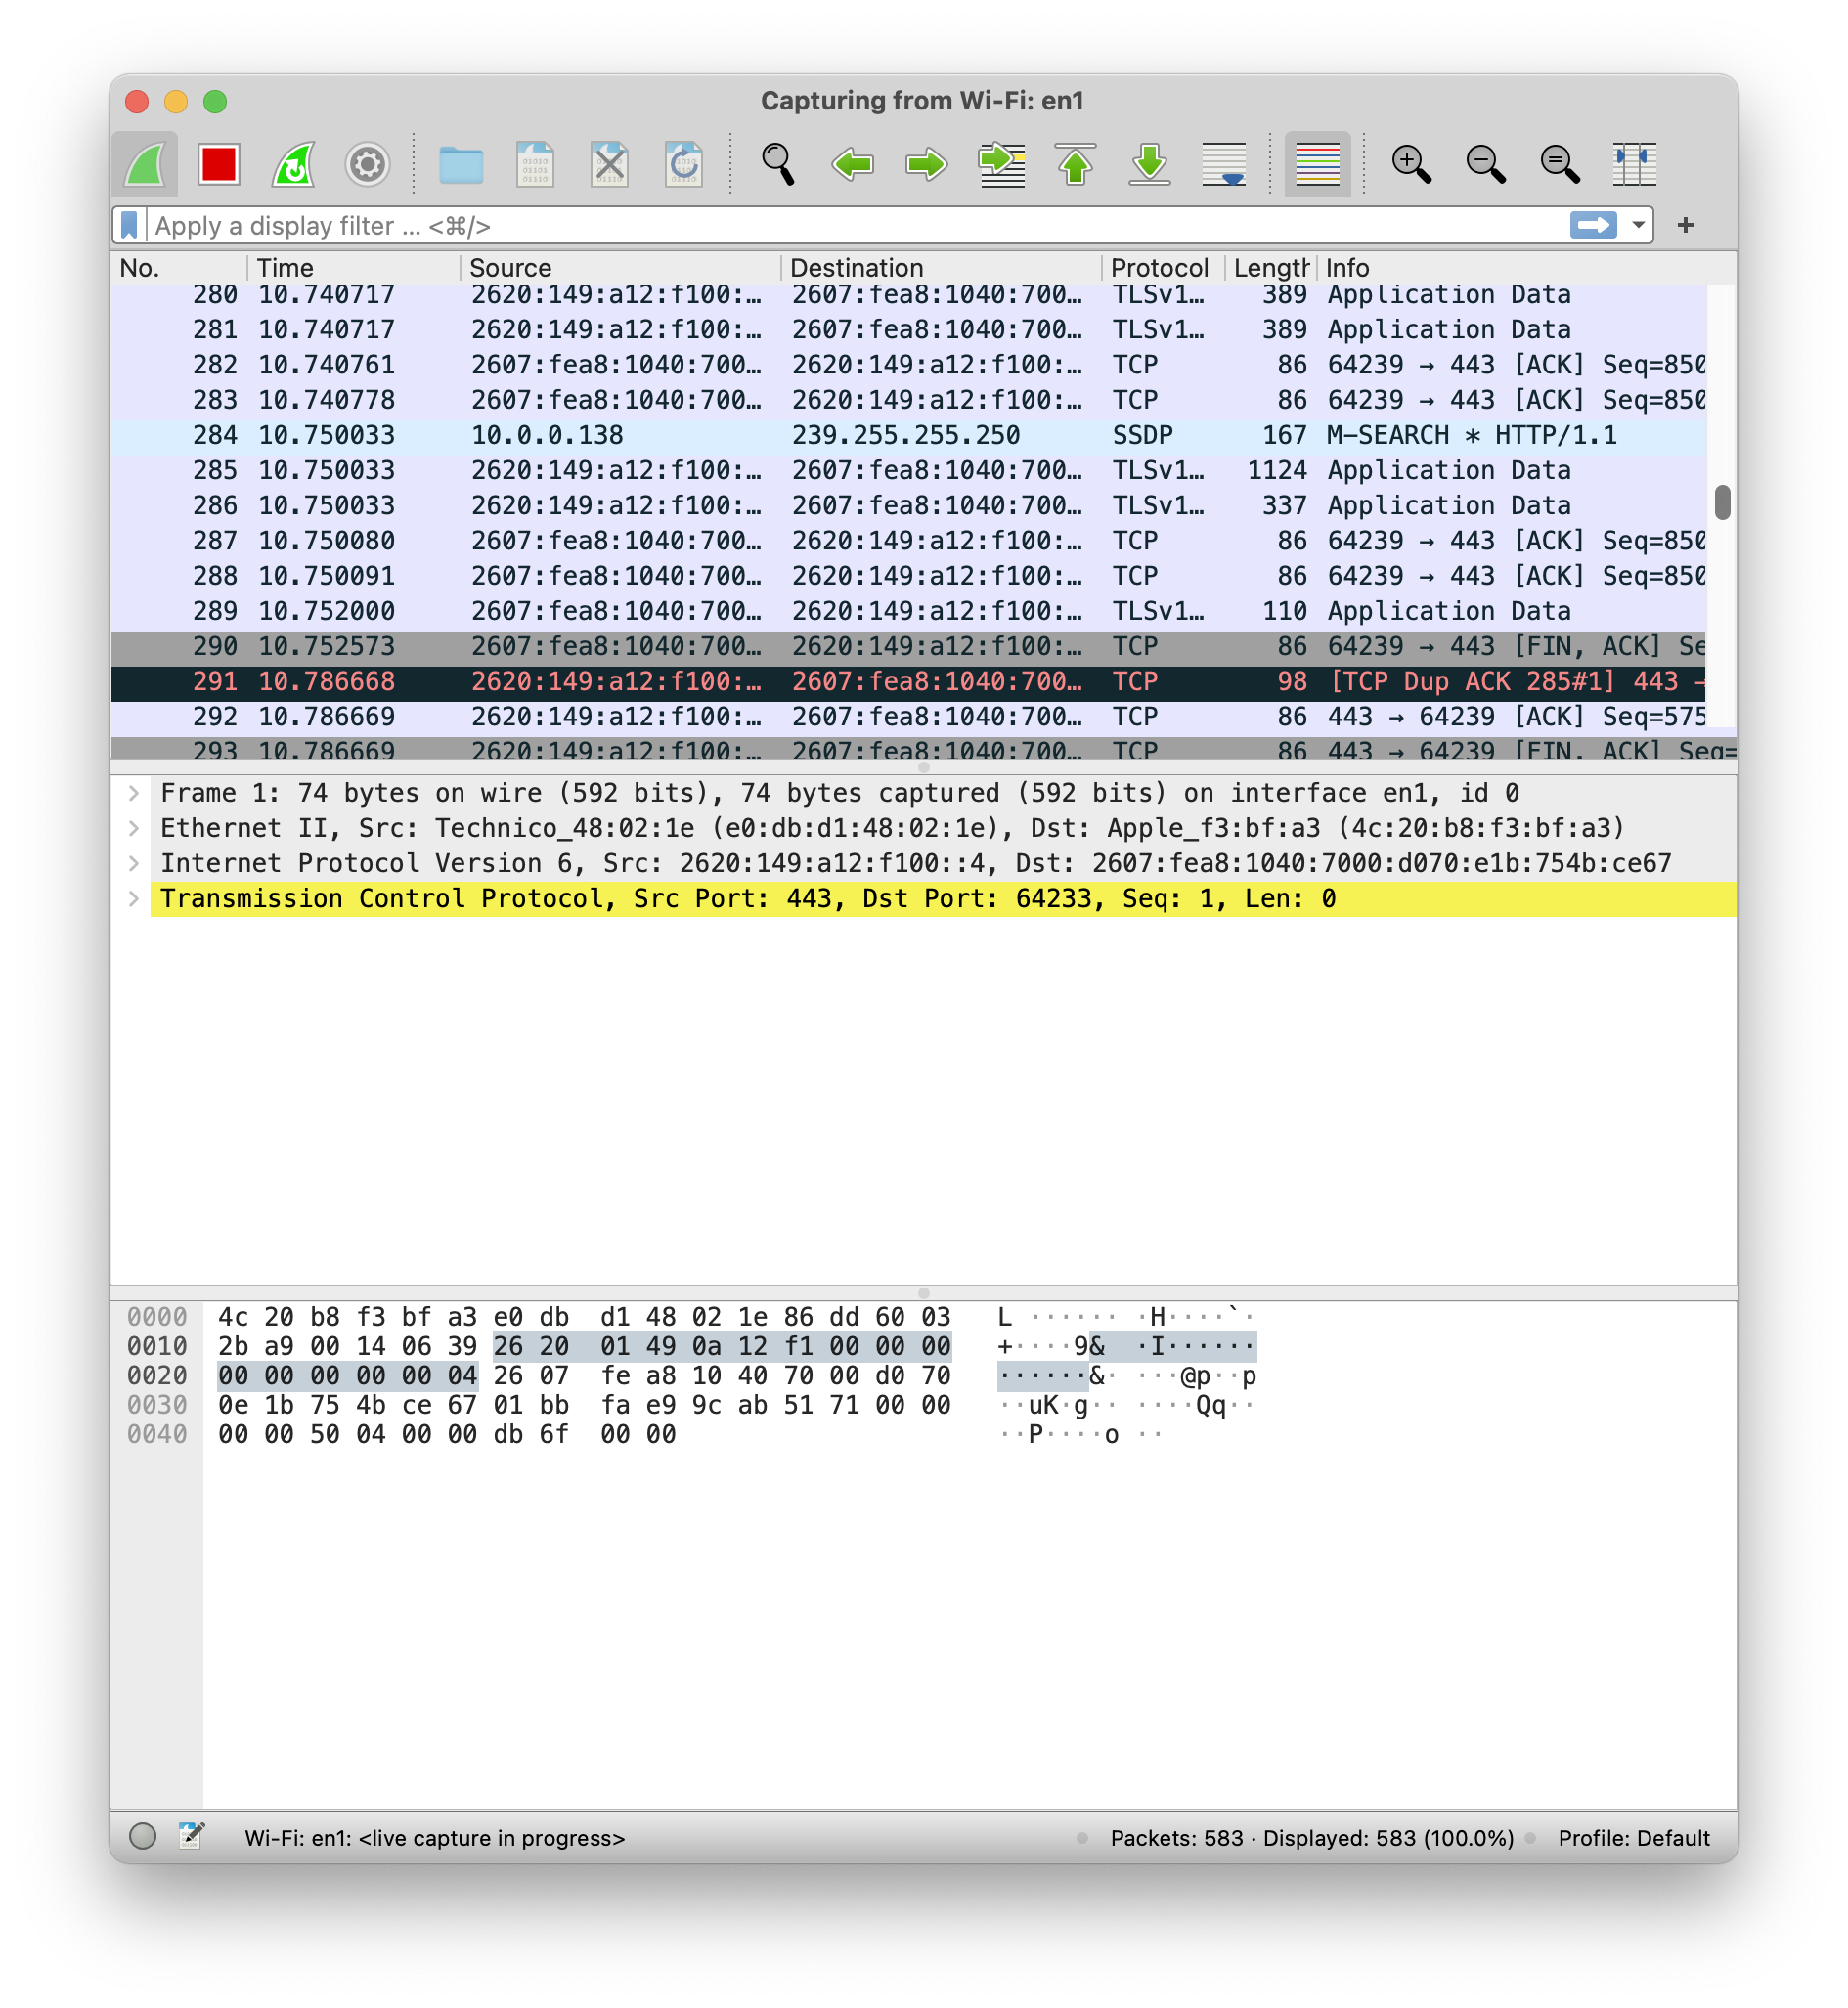 Capturing from Wi-Fi: en1
Apply a display filter ... <⌘/>
No. Time Source Destination Protocol Length Info
280 10.740717 2620:149:a12:f100:… 2607:fea8:1040:700… TLSv1… 389 Application Data
281 10.740717 2620:149:a12:f100:… 2607:fea8:1040:700… TLSv1… 389 Application Data
282 10.740761 2607:fea8:1040:700… 2620:149:a12:f100:… TCP 86 64239 → 443 [ACK] Seq=850
283 10.740778 2607:fea8:1040:700… 2620:149:a12:f100:… TCP 86 64239 → 443 [ACK] Seq=850
284 10.750033 10.0.0.138 239.255.255.250 SSDP 167 M-SEARCH * HTTP/1.1
285 10.750033 2620:149:a12:f100:… 2607:fea8:1040:700… TLSv1… 1124 Application Data
286 10.750033 2620:149:a12:f100:… 2607:fea8:1040:700… TLSv1… 337 Application Data
287 10.750080 2607:fea8:1040:700… 2620:149:a12:f100:… TCP 86 64239 → 443 [ACK] Seq=850
288 10.750091 2607:fea8:1040:700… 2620:149:a12:f100:… TCP 86 64239 → 443 [ACK] Seq=850
289 10.752000 2607:fea8:1040:700… 2620:149:a12:f100:… TLSv1… 110 Application Data
290 10.752573 2607:fea8:1040:700… 2620:149:a12:f100:… TCP 86 64239 → 443 [FIN, ACK] Se
291 10.786668 2620:149:a12:f100:… 2607:fea8:1040:700… TCP 98 [TCP Dup ACK 285#1] 443 →
292 10.786669 2620:149:a12:f100:… 2607:fea8:1040:700… TCP 86 443 → 64239 [ACK] Seq=575
293 10.786669 2620:149:a12:f100:… 2607:fea8:1040:700… TCP 86 443 → 64239 [FIN, ACK] Seq=
Frame 1: 74 bytes on wire (592 bits), 74 bytes captured (592 bits) on interface en1, id 0
Ethernet II, Src: Technico_48:02:1e (e0:db:d1:48:02:1e), Dst: Apple_f3:bf:a3 (4c:20:b8:f3:bf:a3)
Internet Protocol Version 6, Src: 2620:149:a12:f100::4, Dst: 2607:fea8:1040:7000:d070:e1b:754b:ce67
Transmission Control Protocol, Src Port: 443, Dst Port: 64233, Seq: 1, Len: 0
0000 4c 20 b8 f3 bf a3 e0 db d1 48 02 1e 86 dd 60 03 L ······ ·H····`·
0010 2b a9 00 14 06 39 26 20 01 49 0a 12 f1 00 00 00 +····9& ·I······
0020 00 00 00 00 00 04 26 07 fe a8 10 40 70 00 d0 70 ······&· ···@p··p
0030 0e 1b 75 4b ce 67 01 bb fa e9 9c ab 51 71 00 00 ··uK·g·· ····Qq··
0040 00 00 50 04 00 00 db 6f 00 00 ··P····o ··
Wi-Fi: en1: <live capture in progress> Packets: 583 · Displayed: 583 (100.0%) Profile: Default